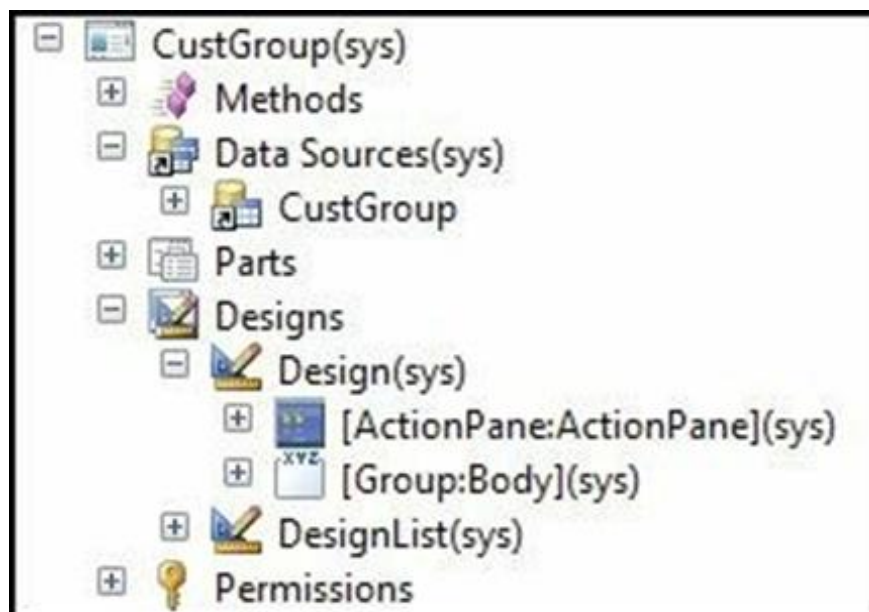 CustGroup(sys)
Methods
Data Sources(sys)
CustGroup
Parts
Designs
Design(sys)
[ActionPane:ActionPane](sys)
XYZ
[Group:Body](sys)
DesignList(sys)
Permissions